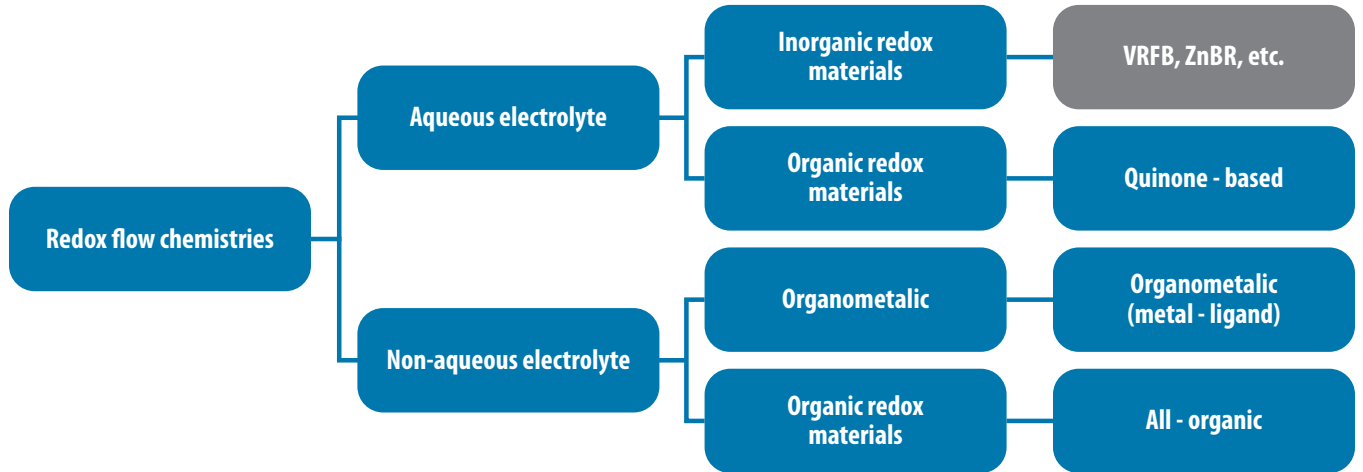 Redox flow chemistries
Aqueous electrolyte
Inorganic redox
materials
VRFB, ZnBR, etc.
Organic redox
materials
Quinone - based
Non-aqueous electrolyte
Organometalic
Organometalic
(metal - ligand)
Organic redox
materials
All - organic